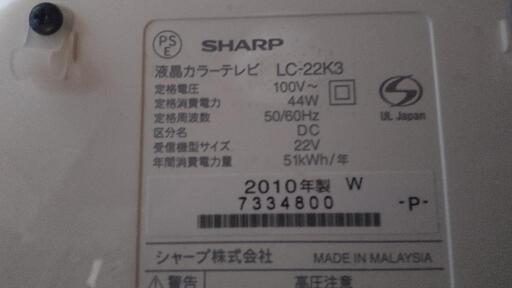 PS
E
SHARP
液晶カラーテレビ LC-22K3
定格電圧 100V～
定格消費電力 44W
定格周波数 50/60Hz
区分名 DC
受信機型サイズ 22V
年間消費電力量 51kWh/年
S
UL Japan
2010年製 W
7334800
-P-
シャープ株式会社 MADE IN MALAYSIA
警告 高圧注意